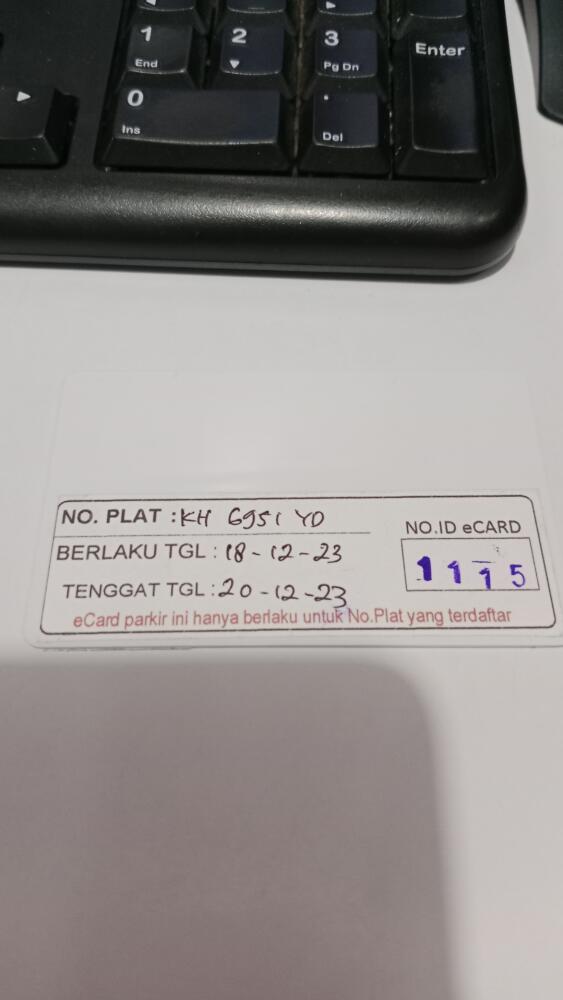 1 2 3 Enter
End ▼ Pg Dn
0 .
Ins Del
NO. PLAT : KH 6951 YD
NO.ID eCARD
BERLAKU TGL : 18-12-23
1115
TENGGAT TGL : 20-12-23
eCard parkir ini hanya berlaku untuk No.Plat yang terdaftar